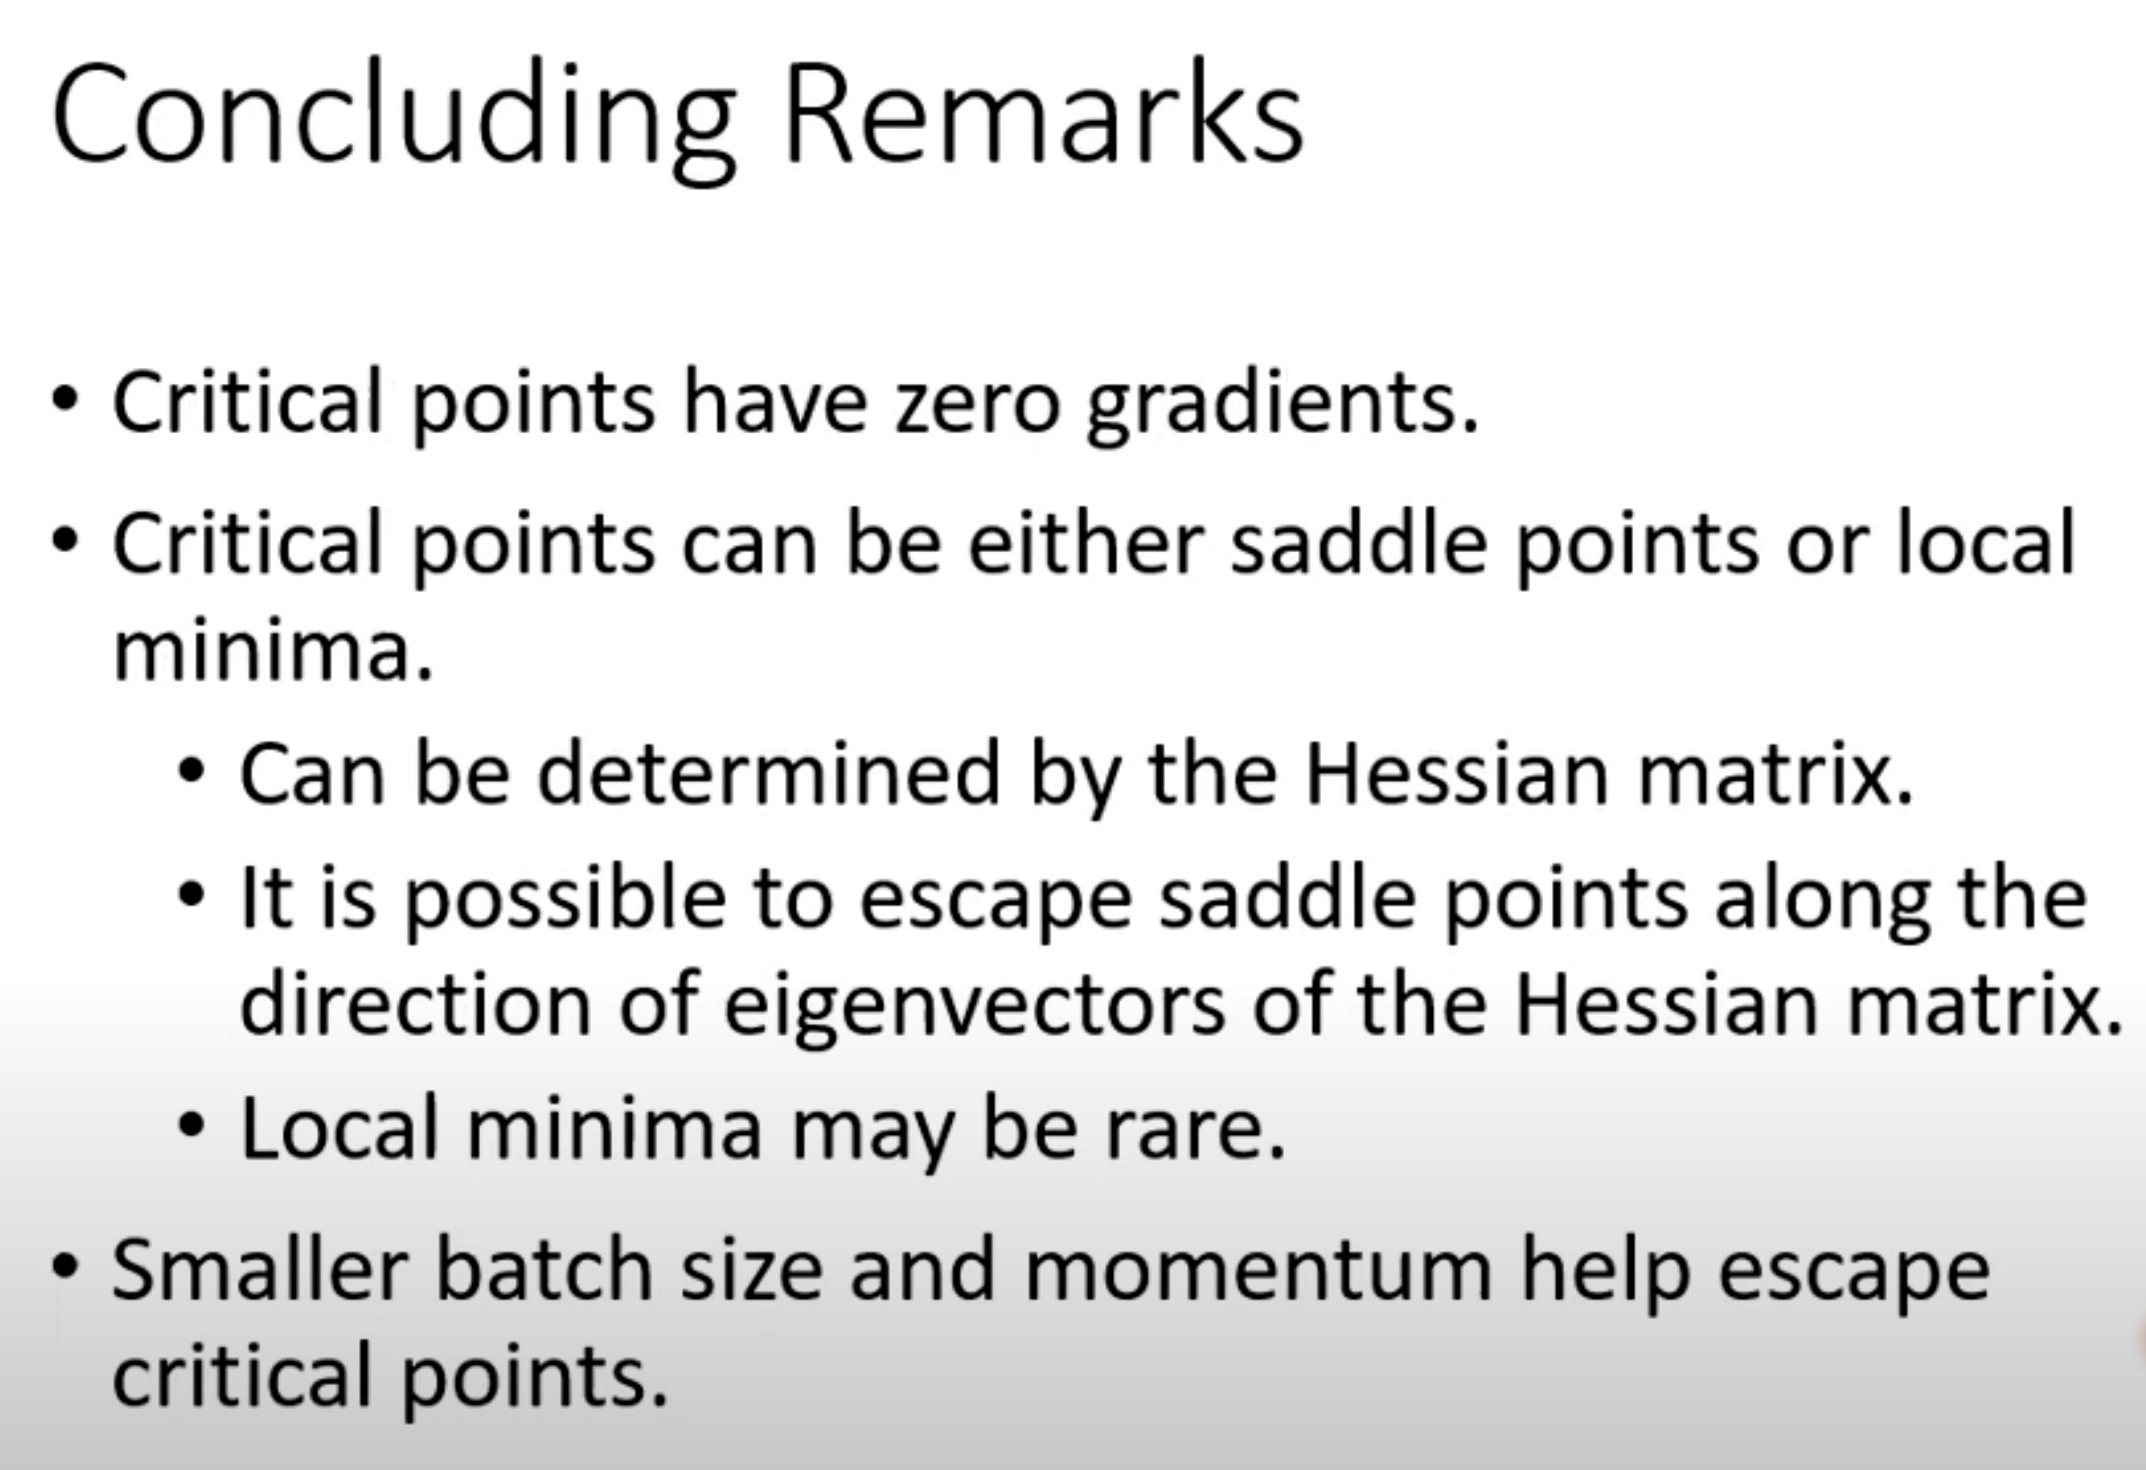 Concluding Remarks
• Critical points have zero gradients.
• Critical points can be either saddle points or local
minima.
• Can be determined by the Hessian matrix.
• It is possible to escape saddle points along the
direction of eigenvectors of the Hessian matrix.
• Local minima may be rare.
• Smaller batch size and momentum help escape
critical points.